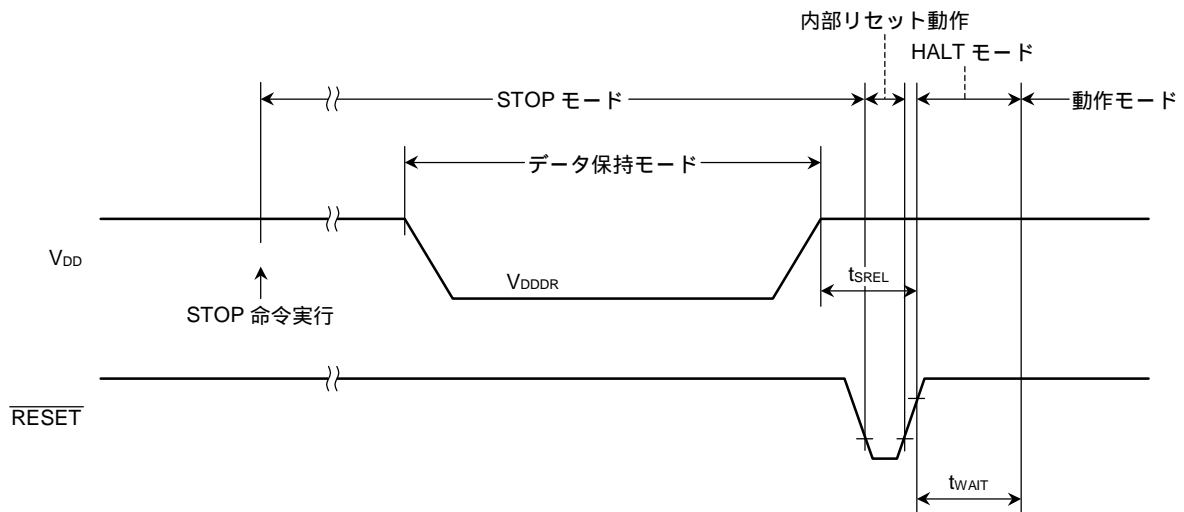 内部リセット動作
HALT モード
STOP モード
動作モード
データ保持モード
VDD
VDDDR
tSREL
STOP 命令実行
RESET
tWAIT